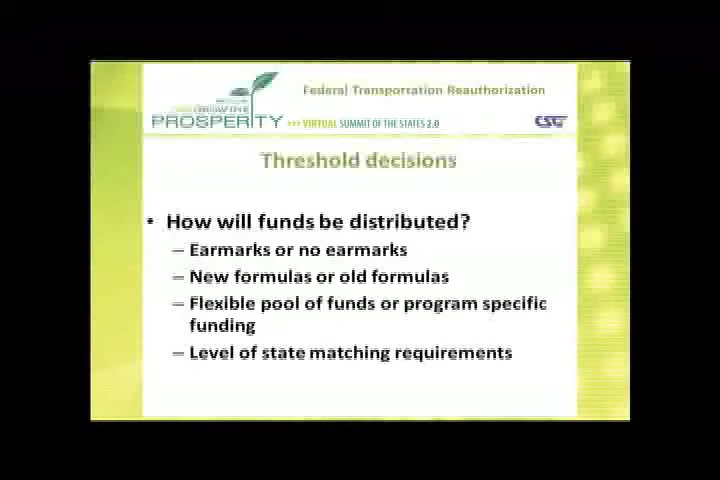 Federal Transportation Reauthorization
PROSPERITY >>> VIRTUAL SUMMIT OF THE STATES 2.0
CSG
Threshold decisions
• How will funds be distributed?
– Earmarks or no earmarks
– New formulas or old formulas
– Flexible pool of funds or program specific
funding
– Level of state matching requirements